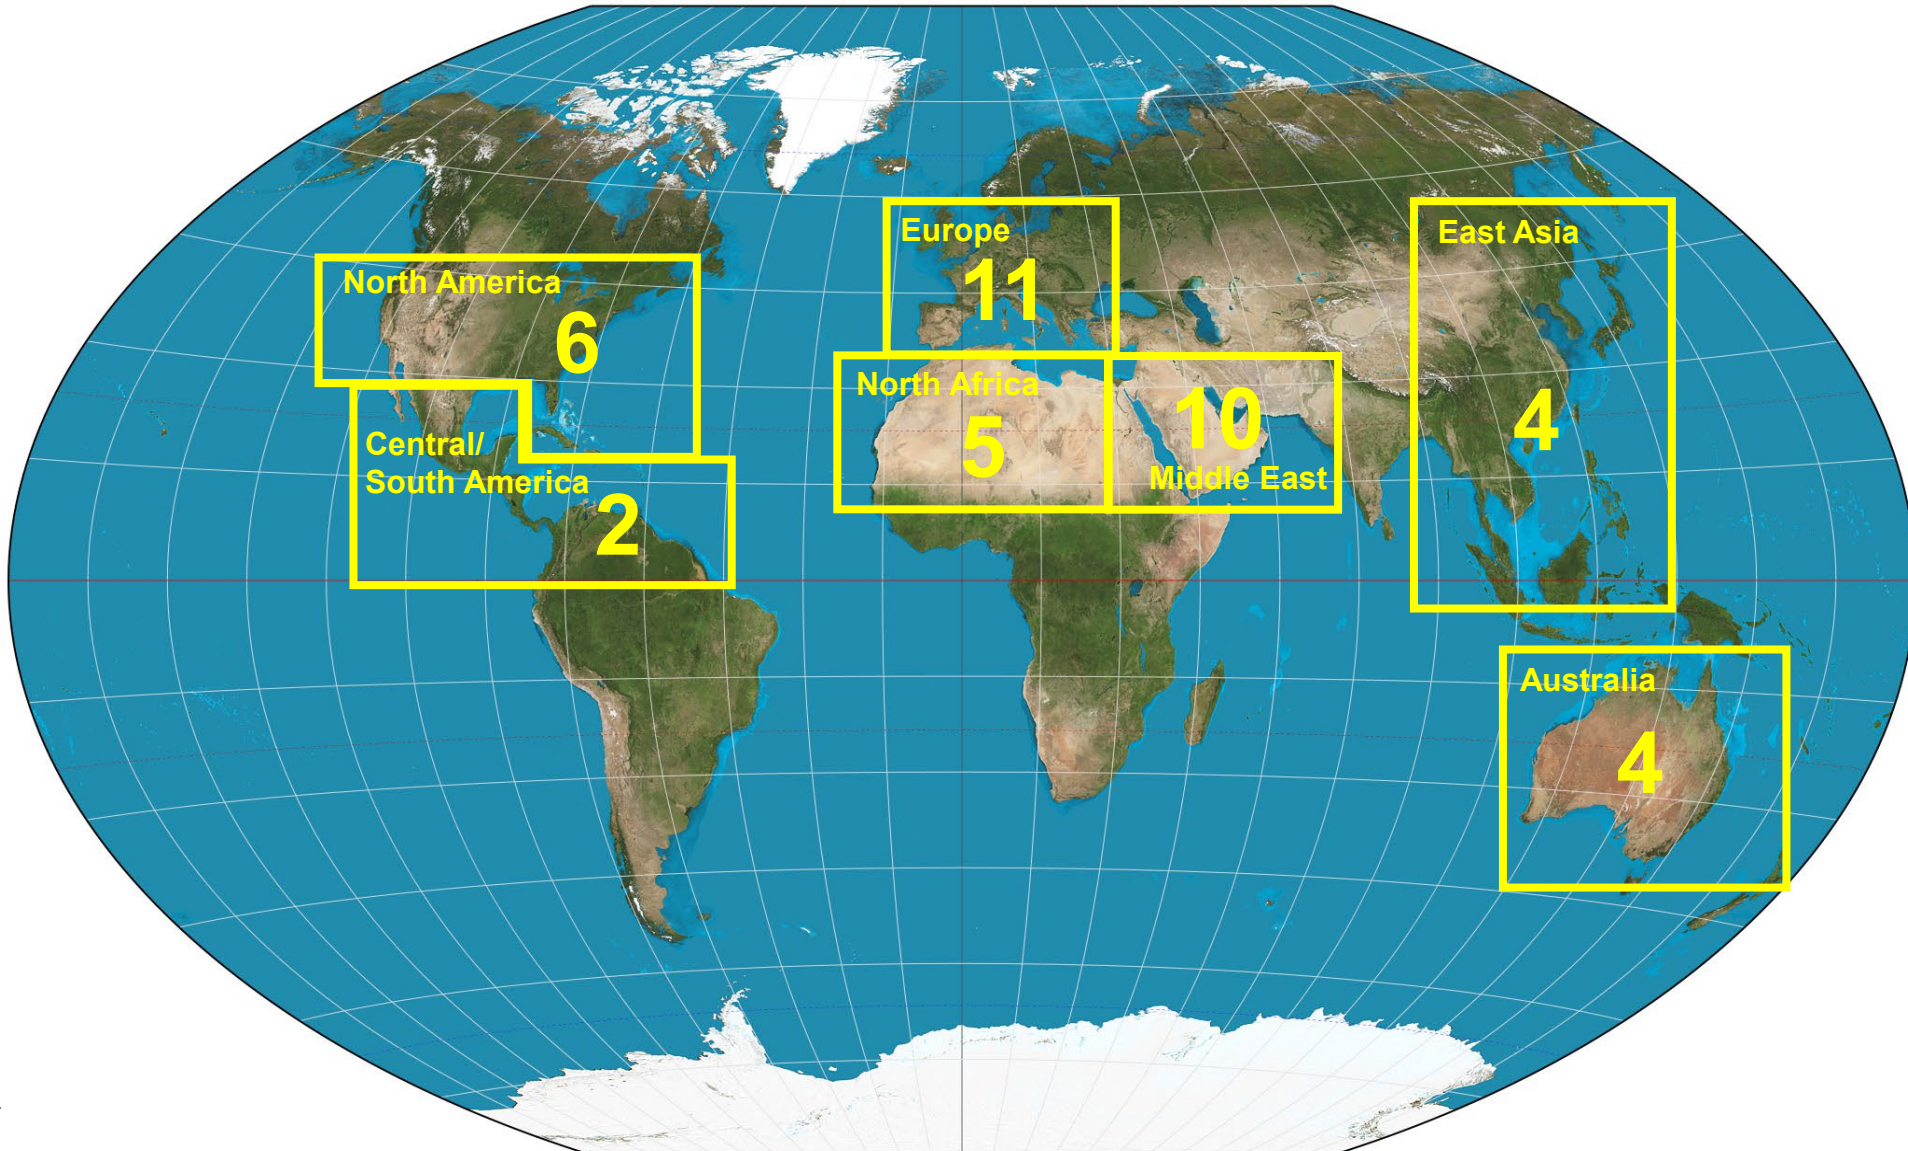 Europe
11
East Asia
4
North America
6
North Africa
5
10
Middle East
Central/
South America
2
Australia
4